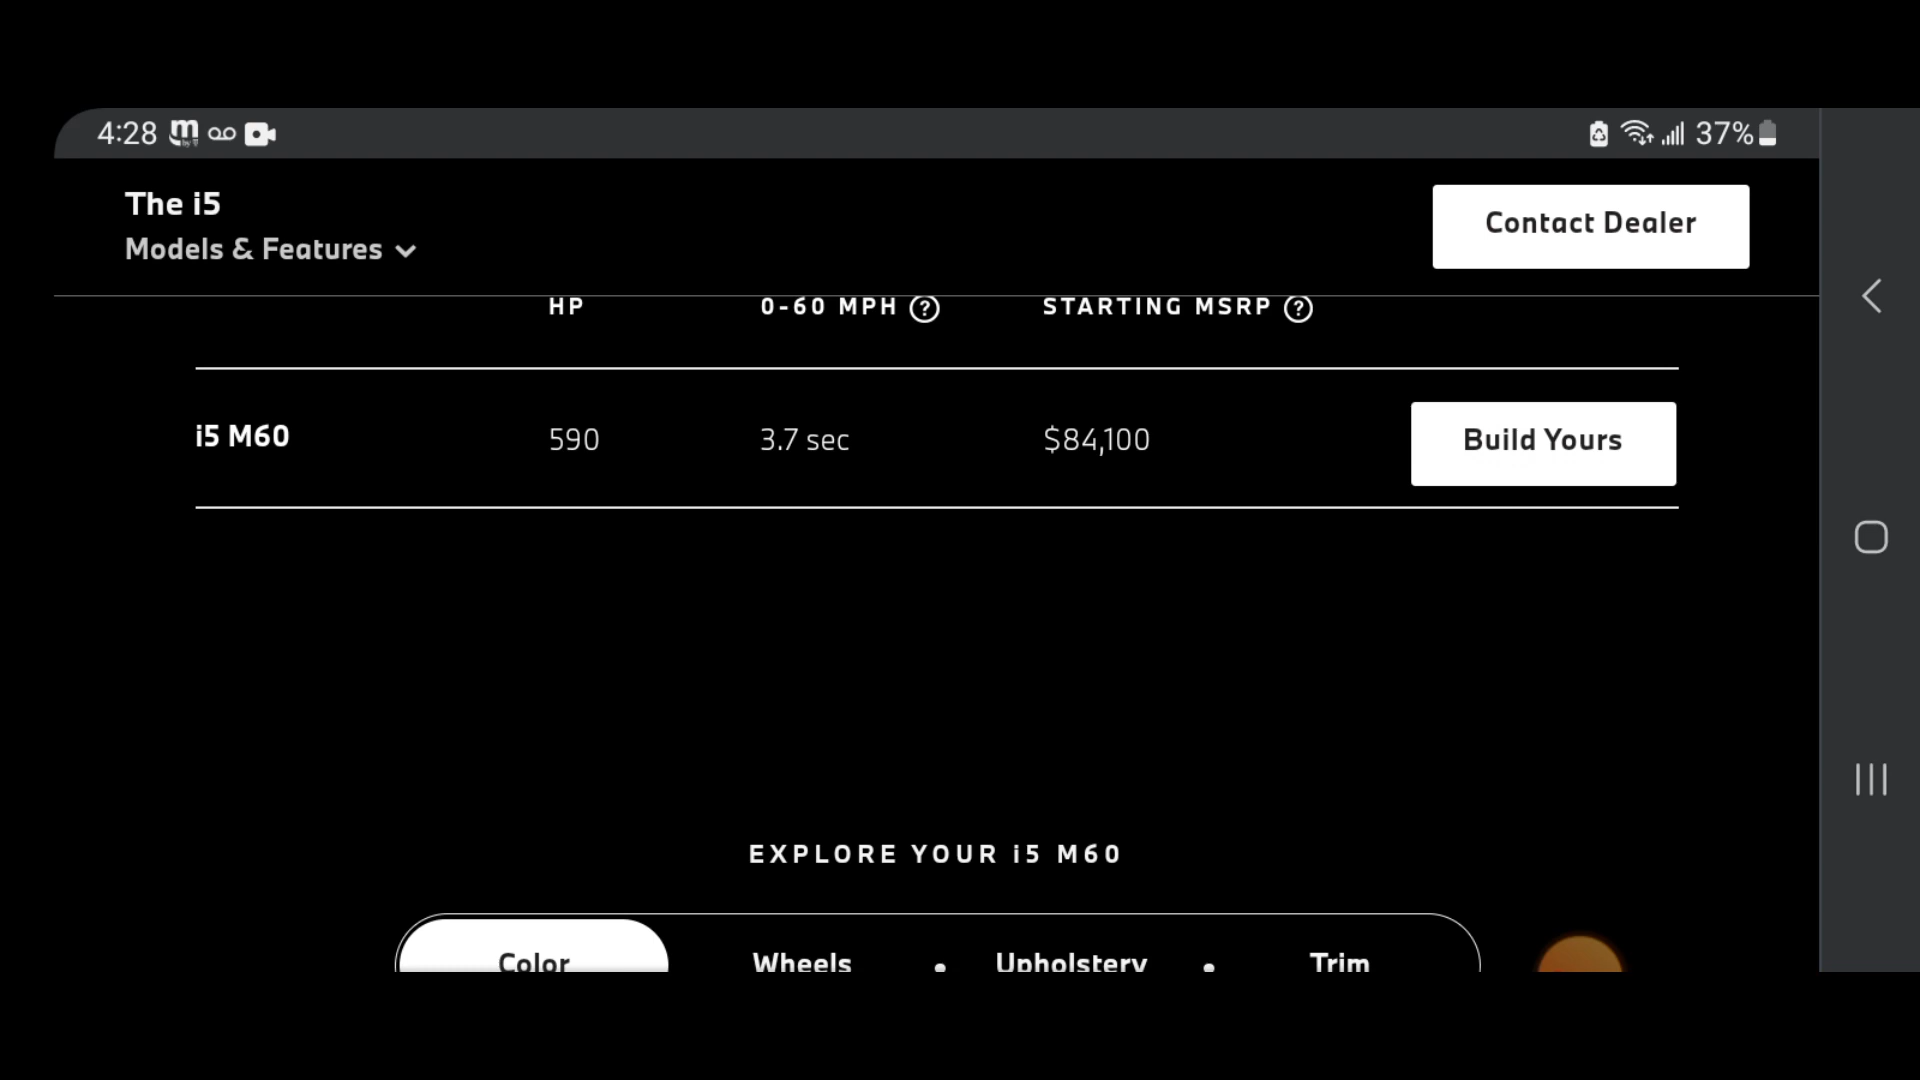 4:28 37%
The i5
Models & Features
Contact Dealer
HP 0-60 MPH ? STARTING MSRP ?
i5 M60 590 3.7 sec $84,100 Build Yours
EXPLORE YOUR i5 M60
Color Wheels • Upholstery • Trim